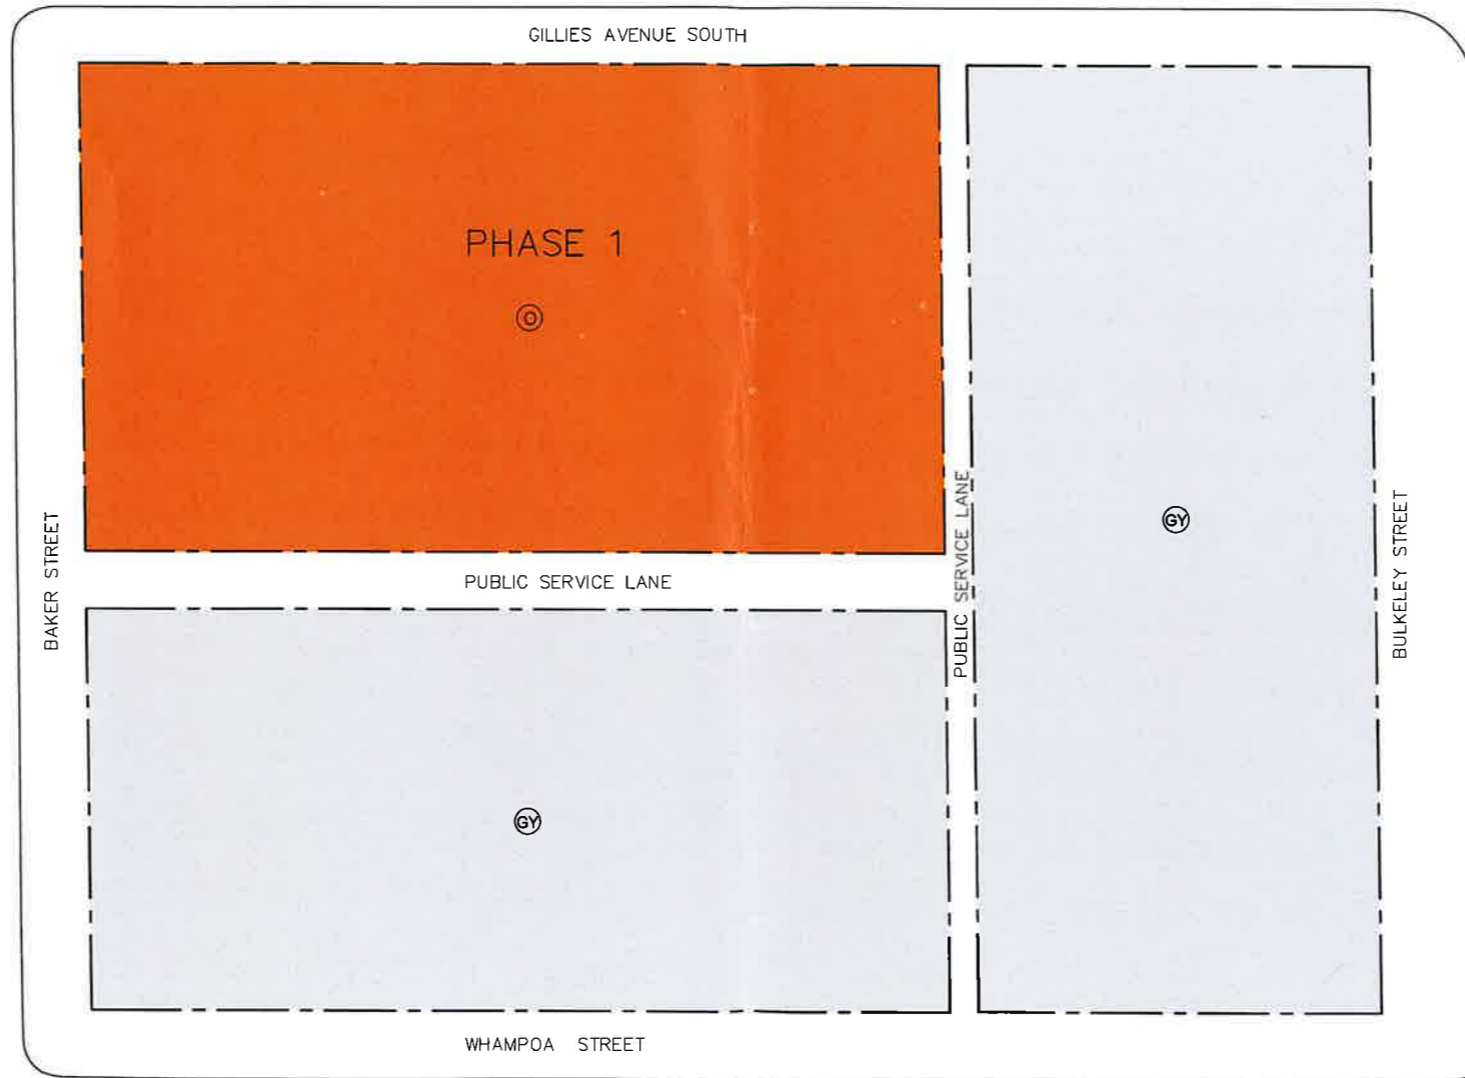 GILLIES AVENUE SOUTH
PHASE 1
O
BAKER STREET
PUBLIC SERVICE LANE
PUBLIC SERVICE LANE
GY
BULKELEY STREET
GY
WHAMPOA STREET